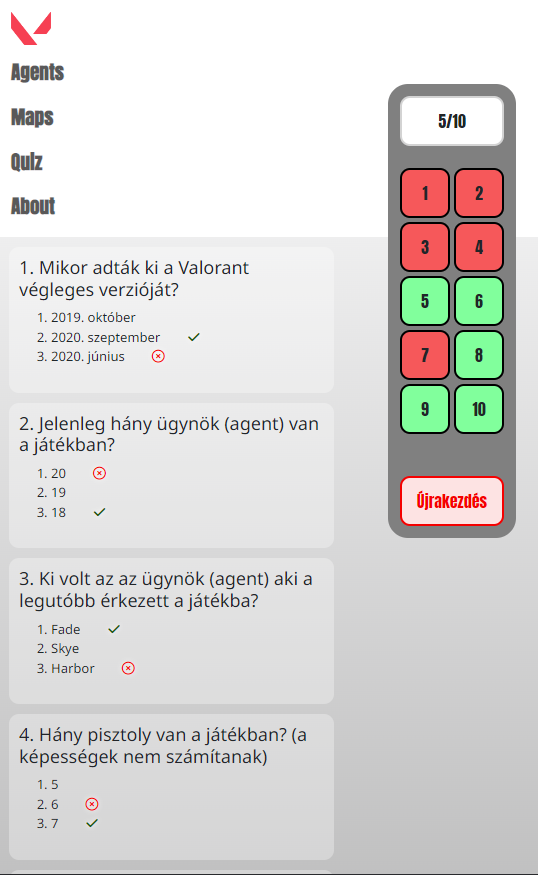 Agents
Maps
Quiz
About
5/10
1 2
3 4
5 6
7 8
9 10
Újrakezdés
1. Mikor adták ki a Valorant
végleges verzióját?
1. 2019. október
2. 2020. szeptember
3. 2020. június
2. Jelenleg hány ügynök (agent) van
a játékban?
1. 20
2. 19
3. 18
3. Ki volt az az ügynök (agent) aki a
legutóbb érkezett a játékba?
1. Fade
2. Skye
3. Harbor
4. Hány pisztoly van a játékban? (a
képességek nem számítanak)
1. 5
2. 6
3. 7